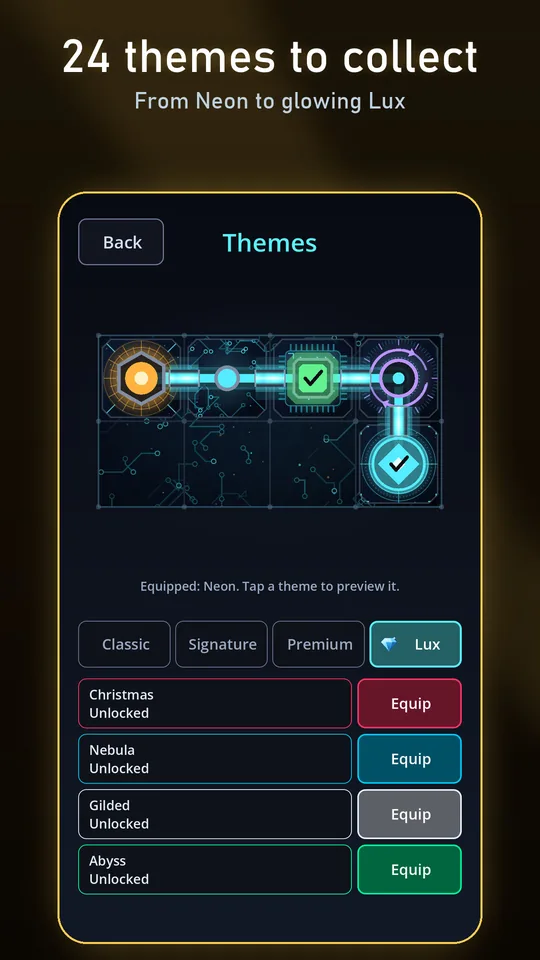 24 themes to collect
From Neon to glowing Lux
Back
Themes
Equipped: Neon. Tap a theme to preview it.
Classic
Signature
Premium
Lux
Christmas
Unlocked
Equip
Nebula
Unlocked
Equip
Gilded
Unlocked
Equip
Abyss
Unlocked
Equip